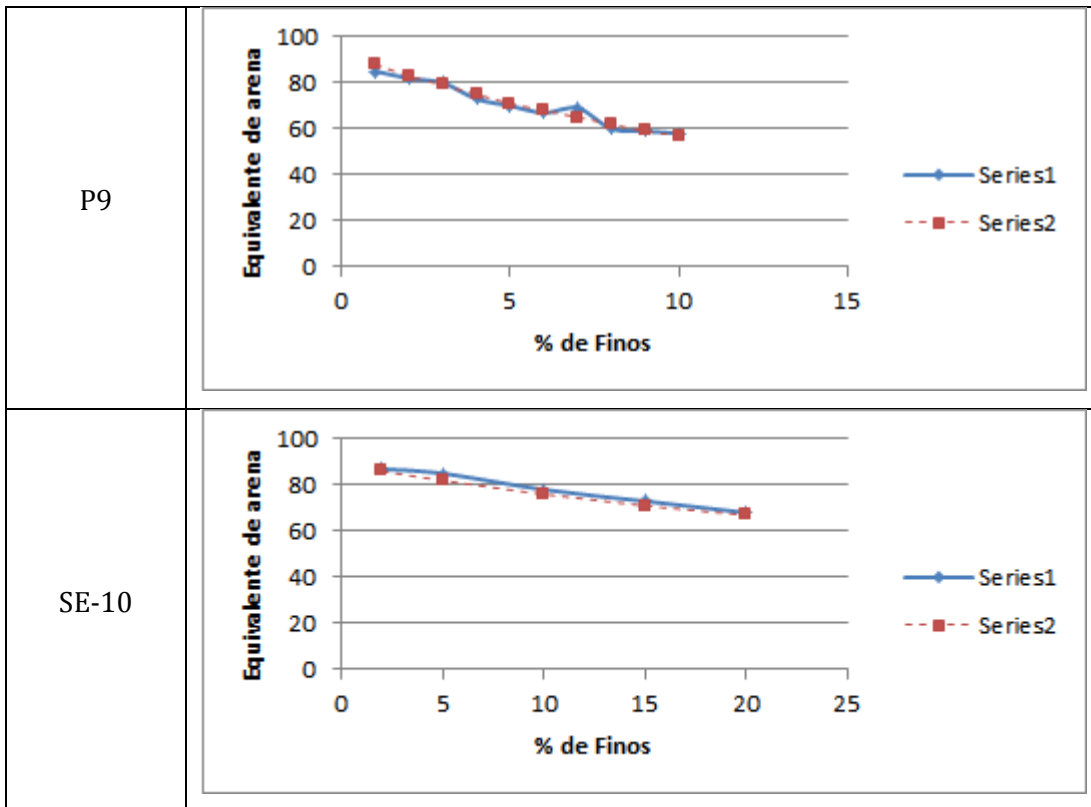 P9
Equivalente de arena
100
80
60
40
20
0
0 5 10 15
% de Finos
Series1
Series2
SE-10
Equivalente de arena
100
80
60
40
20
0
0 5 10 15 20 25
% de Finos
Series1
Series2